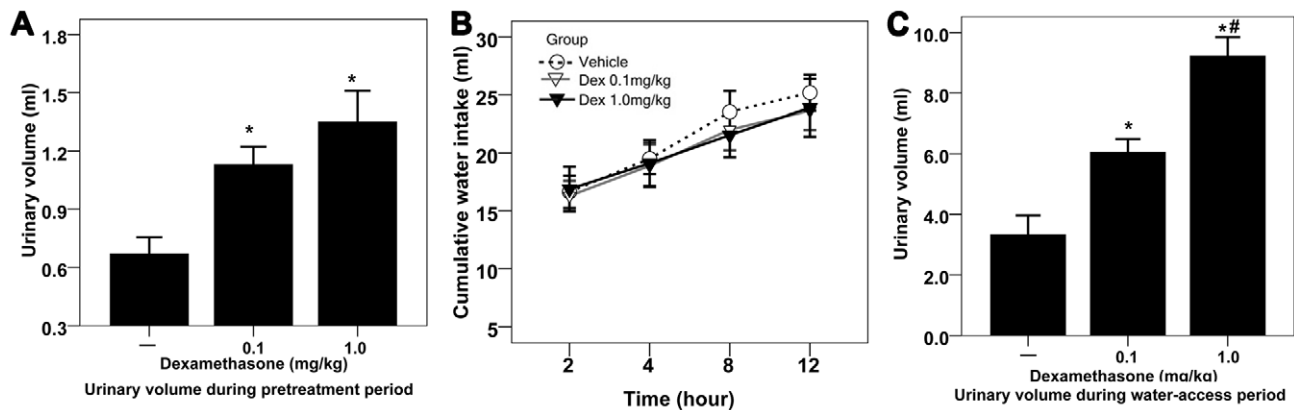 A
Urinary volume (ml)
1.8
1.5
1.2
0.9
0.6
0.3
*
*
— 0.1 1.0
Dexamethasone (mg/kg)
Urinary volume during pretreatment period
B
Cumulative water intake (ml)
30
25
20
15
10
5
Group
Vehicle
Dex 0.1mg/kg
Dex 1.0mg/kg
2 4 8 12
Time (hour)
C
Urinary volume (ml)
10.0
8.0
6.0
4.0
2.0
0.0
*
*#
— 0.1 1.0
Dexamethasone (mg/kg)
Urinary volume during water-access period